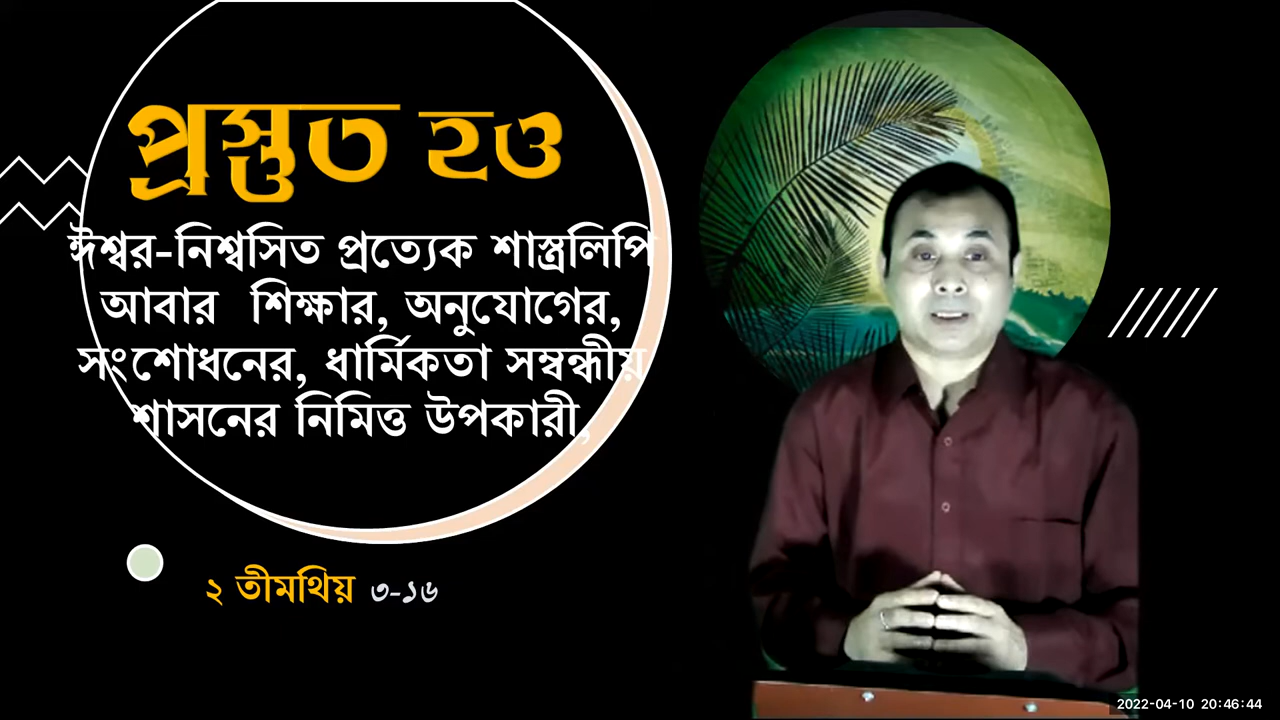 প্রস্তুত হও
ঈশ্বর-নিশ্বসিত প্রত্যেক শাস্ত্রলিপি
আবার শিক্ষার, অনুযোগের,
সংশোধনের, ধার্মিকতা সম্বন্ধীয়
শাসনের নিমিত্ত উপকারী,
২ তীমথিয় ৩-১৬
2022-04-10 20:46:44